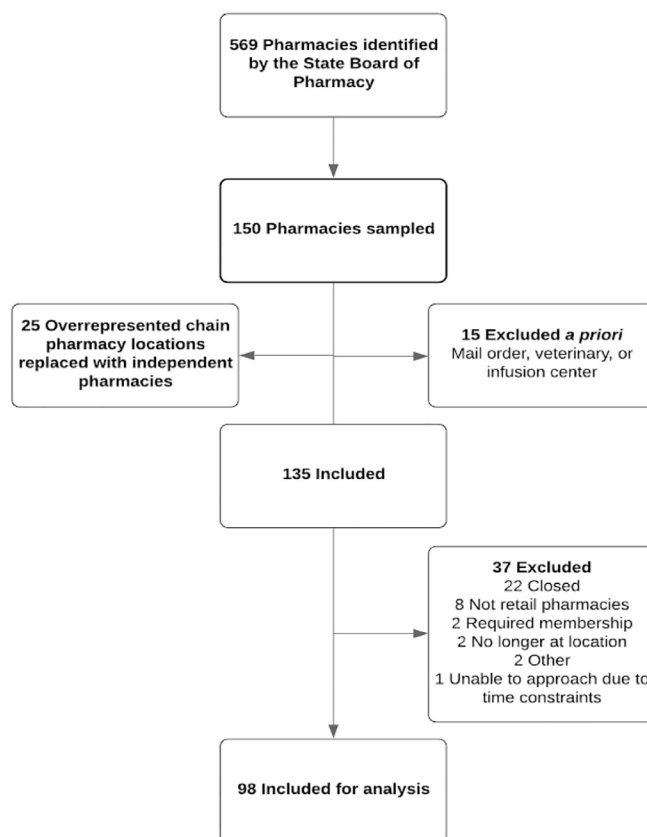 569 Pharmacies identified
by the State Board of
Pharmacy
150 Pharmacies sampled
25 Overrepresented chain
pharmacy locations
replaced with independent
pharmacies
15 Excluded a priori
Mail order, veterinary, or
infusion center
135 Included
37 Excluded
22 Closed
8 Not retail pharmacies
2 Required membership
2 No longer at location
2 Other
1 Unable to approach due to
time constraints
98 Included for analysis